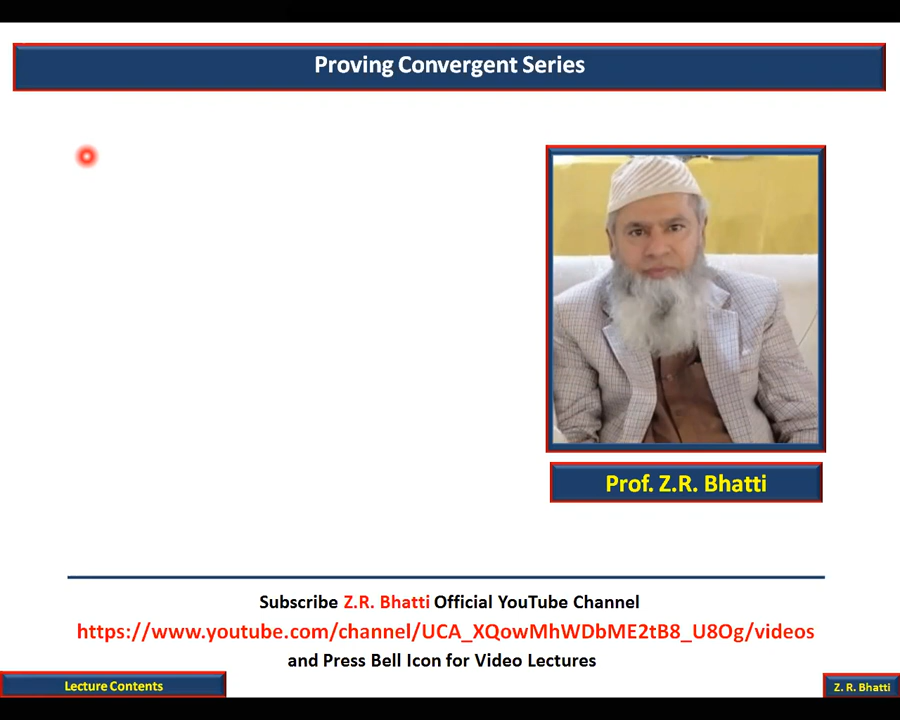 Proving Convergent Series
Prof. Z.R. Bhatti
Subscribe Z.R. Bhatti Official YouTube Channel
https://www.youtube.com/channel/UCA_XQowMhWDbME2tB8_U8Og/videos
and Press Bell Icon for Video Lectures
Lecture Contents
Z. R. Bhatti